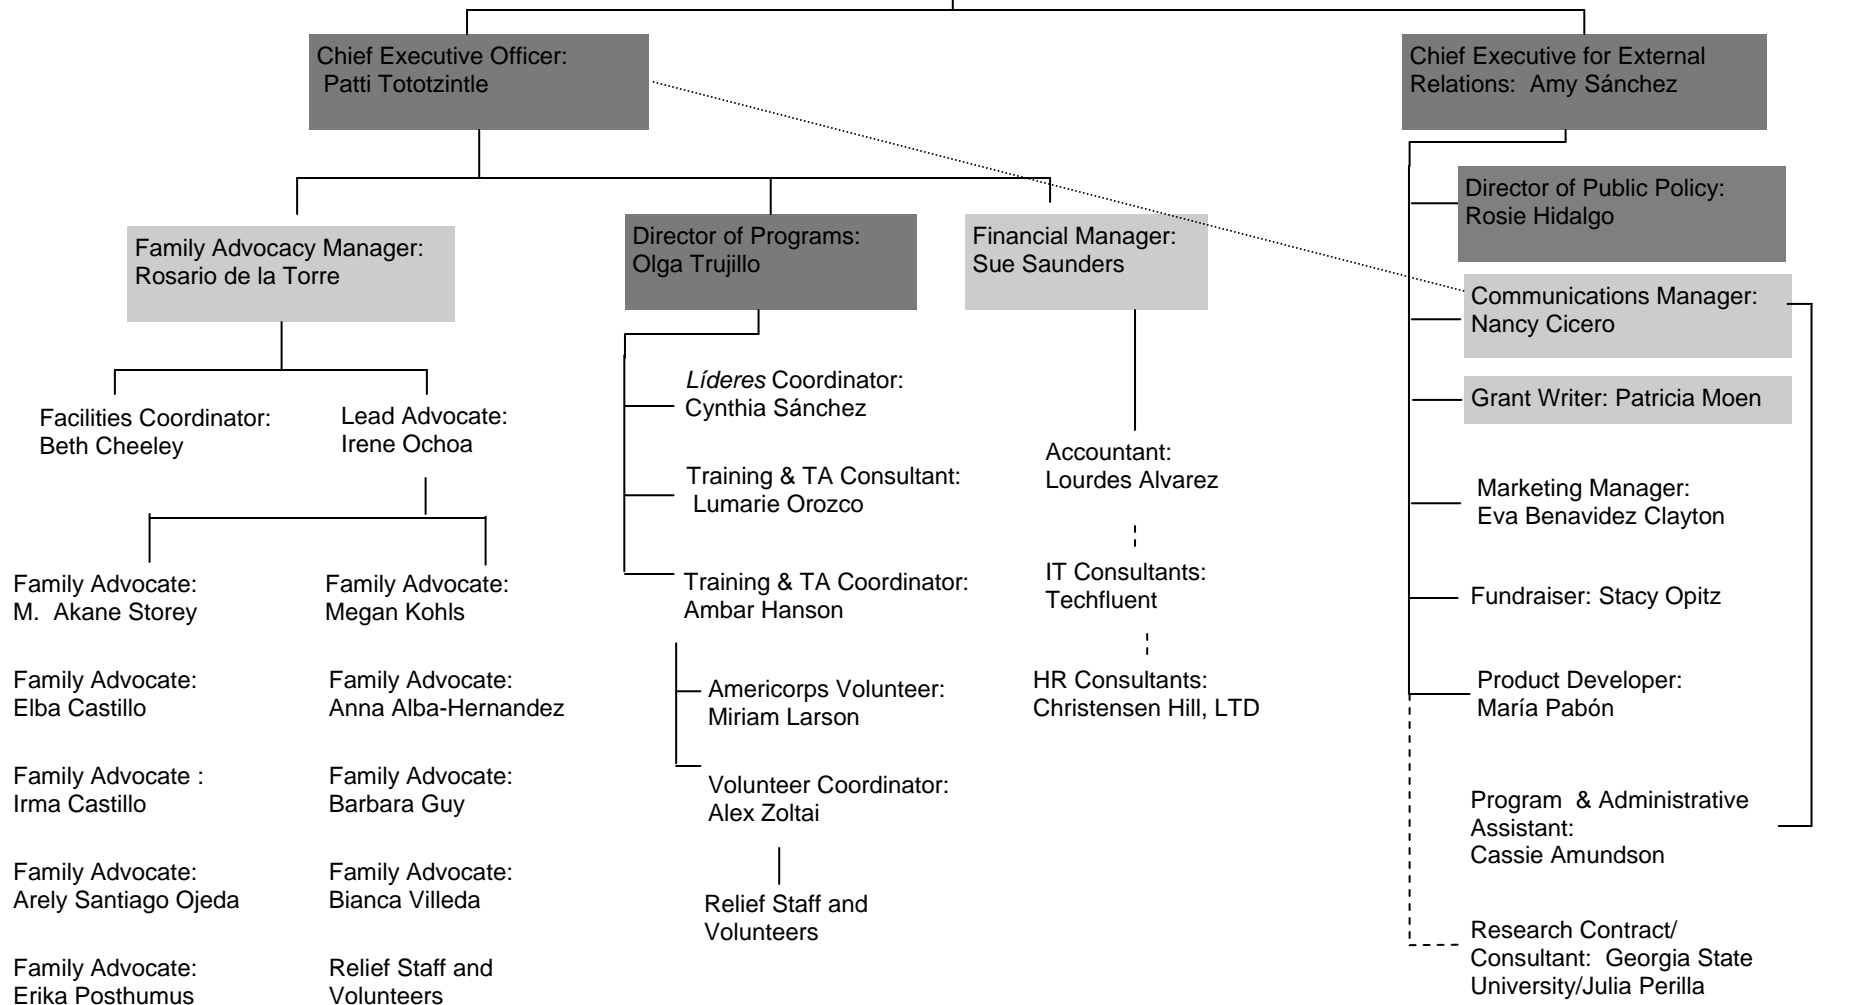 Chief Executive Officer:
Patti Tototzintle
Chief Executive for External
Relations: Amy Sánchez
Family Advocacy Manager:
Rosario de la Torre
Director of Programs:
Olga Trujillo
Financial Manager:
Sue Saunders
Director of Public Policy:
Rosie Hidalgo
Communications Manager:
Nancy Cicero
Grant Writer: Patricia Moen
Facilities Coordinator:
Beth Cheeley
Lead Advocate:
Irene Ochoa
Líderes Coordinator:
Cynthia Sánchez
Training & TA Consultant:
Lumarie Orozco
Training & TA Coordinator:
Ambar Hanson
Americorps Volunteer:
Miriam Larson
Volunteer Coordinator:
Alex Zoltai
Relief Staff and
Volunteers
Accountant:
Lourdes Alvarez
IT Consultants:
Techfluent
HR Consultants:
Christensen Hill, LTD
Marketing Manager:
Eva Benavidez Clayton
Fundraiser: Stacy Opitz
Product Developer:
María Pabón
Program & Administrative
Assistant:
Cassie Amundson
Research Contract/
Consultant: Georgia State
University/Julia Perilla
Family Advocate:
M. Akane Storey
Family Advocate:
Elba Castillo
Family Advocate :
Irma Castillo
Family Advocate:
Arely Santiago Ojeda
Family Advocate:
Erika Posthumus
Family Advocate:
Megan Kohls
Family Advocate:
Anna Alba-Hernandez
Family Advocate:
Barbara Guy
Family Advocate:
Bianca Villeda
Relief Staff and
Volunteers